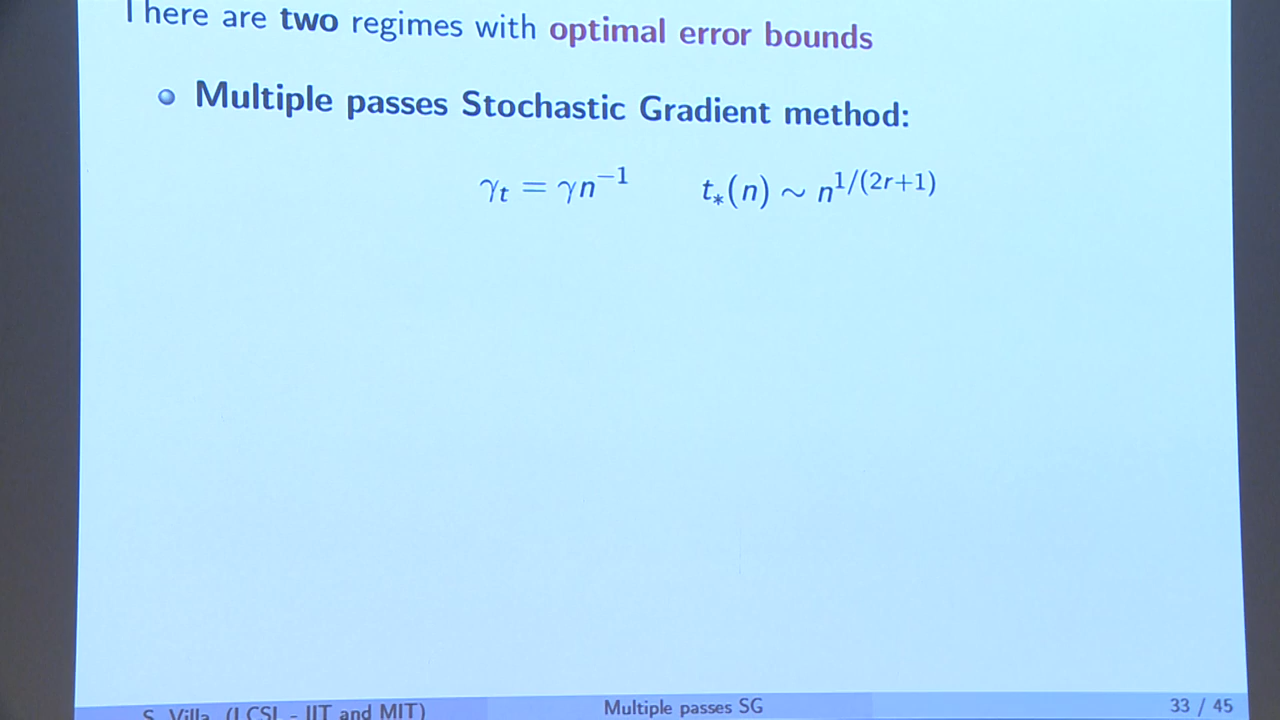 There are two regimes with optimal error bounds
Multiple passes Stochastic Gradient method:
γ_t = γn^{−1} t_*(n) ∼ n^{1/(2r+1)}
S. Villa (LCSL - IIT and MIT) Multiple passes SG 33 / 45